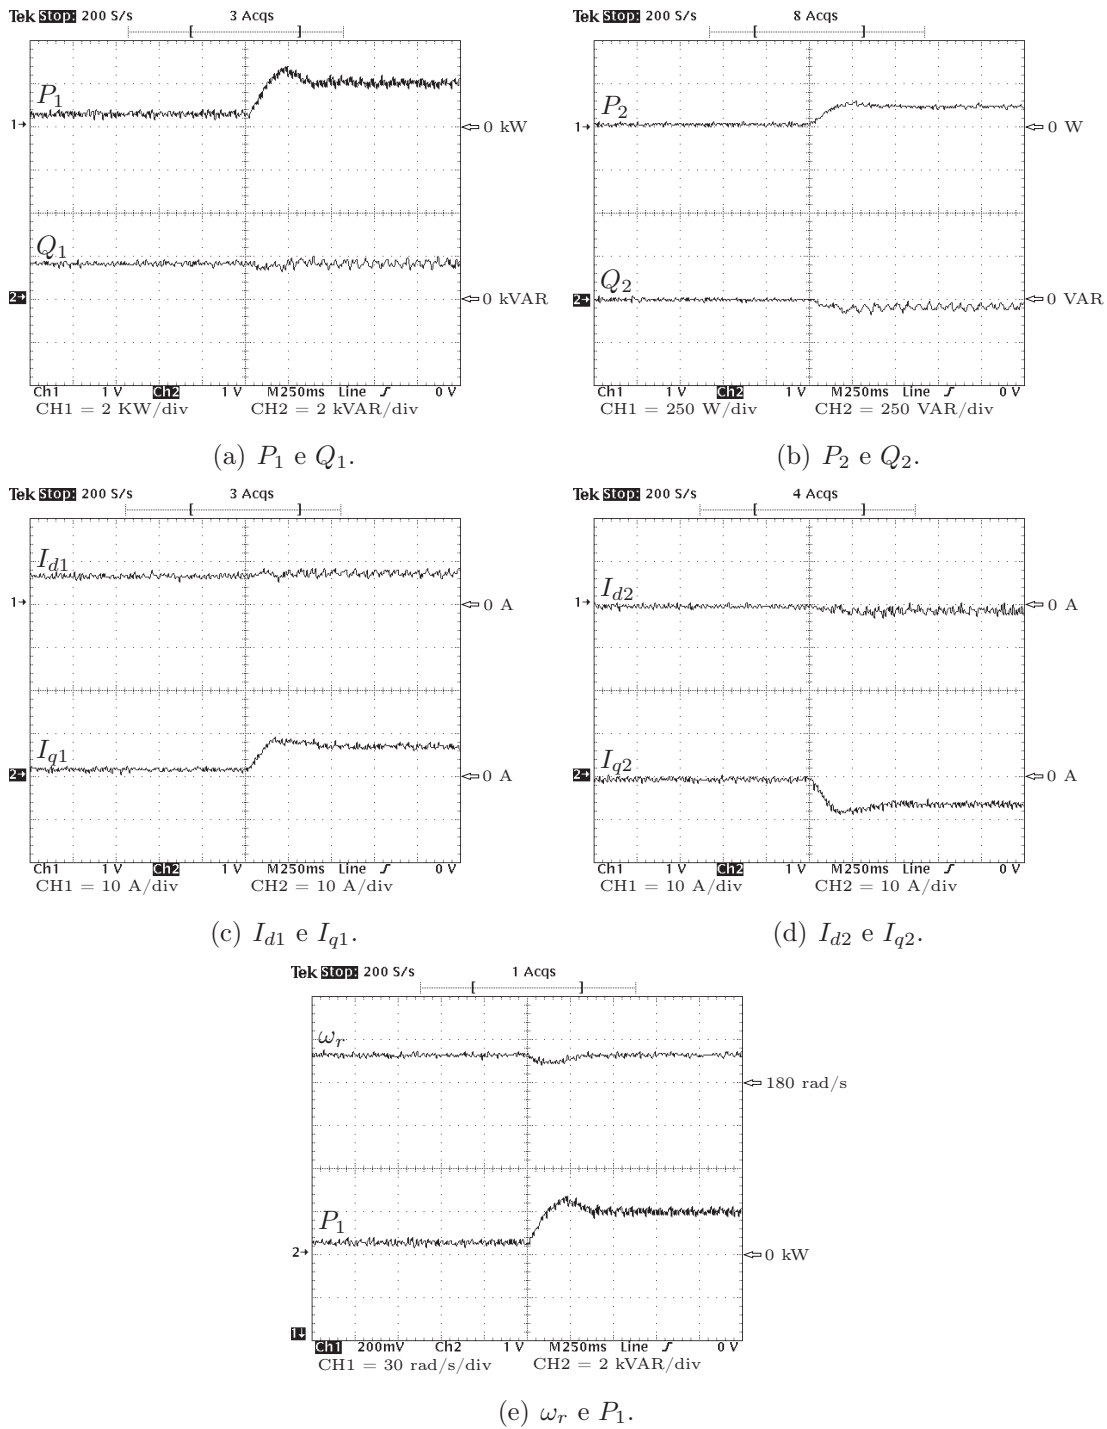 Tek Stop: 200 S/s 3 Acqs
P1
1→
0 kW
Q1
2→
0 kVAR
Ch1 1 V Ch2 1 V M250ms Line 0 V
CH1 = 2 KW/div CH2 = 2 kVAR/div
(a) P1 e Q1.
Tek Stop: 200 S/s 8 Acqs
P2
1→
0 W
Q2
2→
0 VAR
Ch1 1 V Ch2 1 V M250ms Line 0 V
CH1 = 250 W/div CH2 = 250 VAR/div
(b) P2 e Q2.
Tek Stop: 200 S/s 3 Acqs
Id1
1→
0 A
Iq1
2→
0 A
Ch1 1 V Ch2 1 V M250ms Line 0 V
CH1 = 10 A/div CH2 = 10 A/div
(c) Id1 e Iq1.
Tek Stop: 200 S/s 4 Acqs
Id2
1→
0 A
Iq2
2→
0 A
Ch1 1 V Ch2 1 V M250ms Line 0 V
CH1 = 10 A/div CH2 = 10 A/div
(d) Id2 e Iq2.
Tek Stop: 200 S/s 1 Acqs
ωr
180 rad/s
P1
2→
0 kW
1↓
Ch1 200mV Ch2 1 V M250ms Line 0 V
CH1 = 30 rad/s/div CH2 = 2 kVAR/div
(e) ωr e P1.